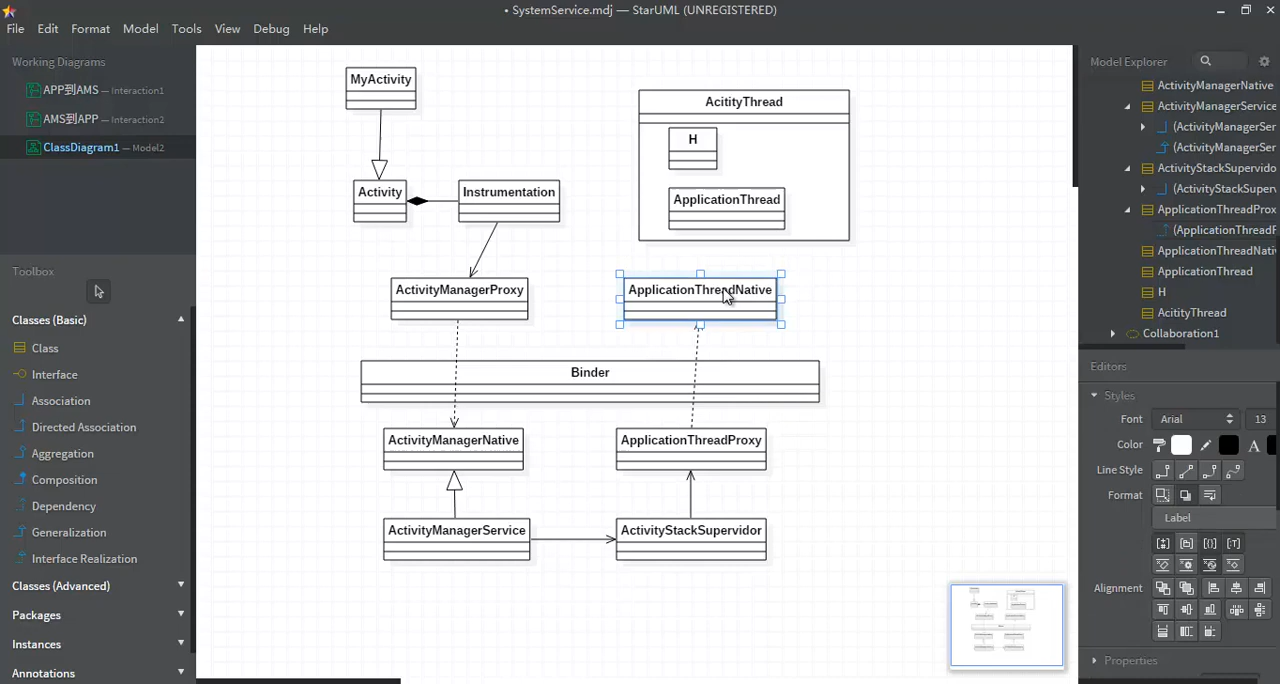 • SystemService.mdj — StarUML (UNREGISTERED)
File Edit Format Model Tools View Debug Help
Working Diagrams
APP到AMS — Interaction1
AMS到APP — Interaction2
ClassDiagram1 — Model2
Toolbox
Classes (Basic)
Class
Interface
Association
Directed Association
Aggregation
Composition
Dependency
Generalization
Interface Realization
Classes (Advanced)
Packages
Instances
Annotations
MyActivity
AcitityThread
H
Activity
Instrumentation
ApplicationThread
ActivityManagerProxy
ApplicationThreadNative
Binder
ActivityManagerNative
ApplicationThreadProxy
ActivityManagerService
ActivityStackSupervidor
Model Explorer
ActivityManagerNative
ActivityManagerService
(ActivityManagerSer
(ActivityManagerSer
ActivityStackSupervido
(ActivityStackSuperv
ApplicationThreadProx
(ApplicationThreadF
ApplicationThreadNati
ApplicationThread
H
AcitityThread
Collaboration1
Editors
Styles
Font Arial 13
Color A
Line Style
Format
Label
Alignment
Properties